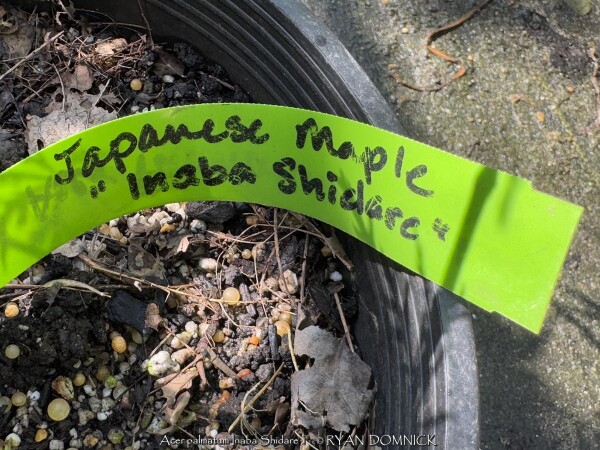 Japanese Maple
"Inaba Shidare"
Acer palmatum 'Inaba Shidare' © RYAN DOMNICK